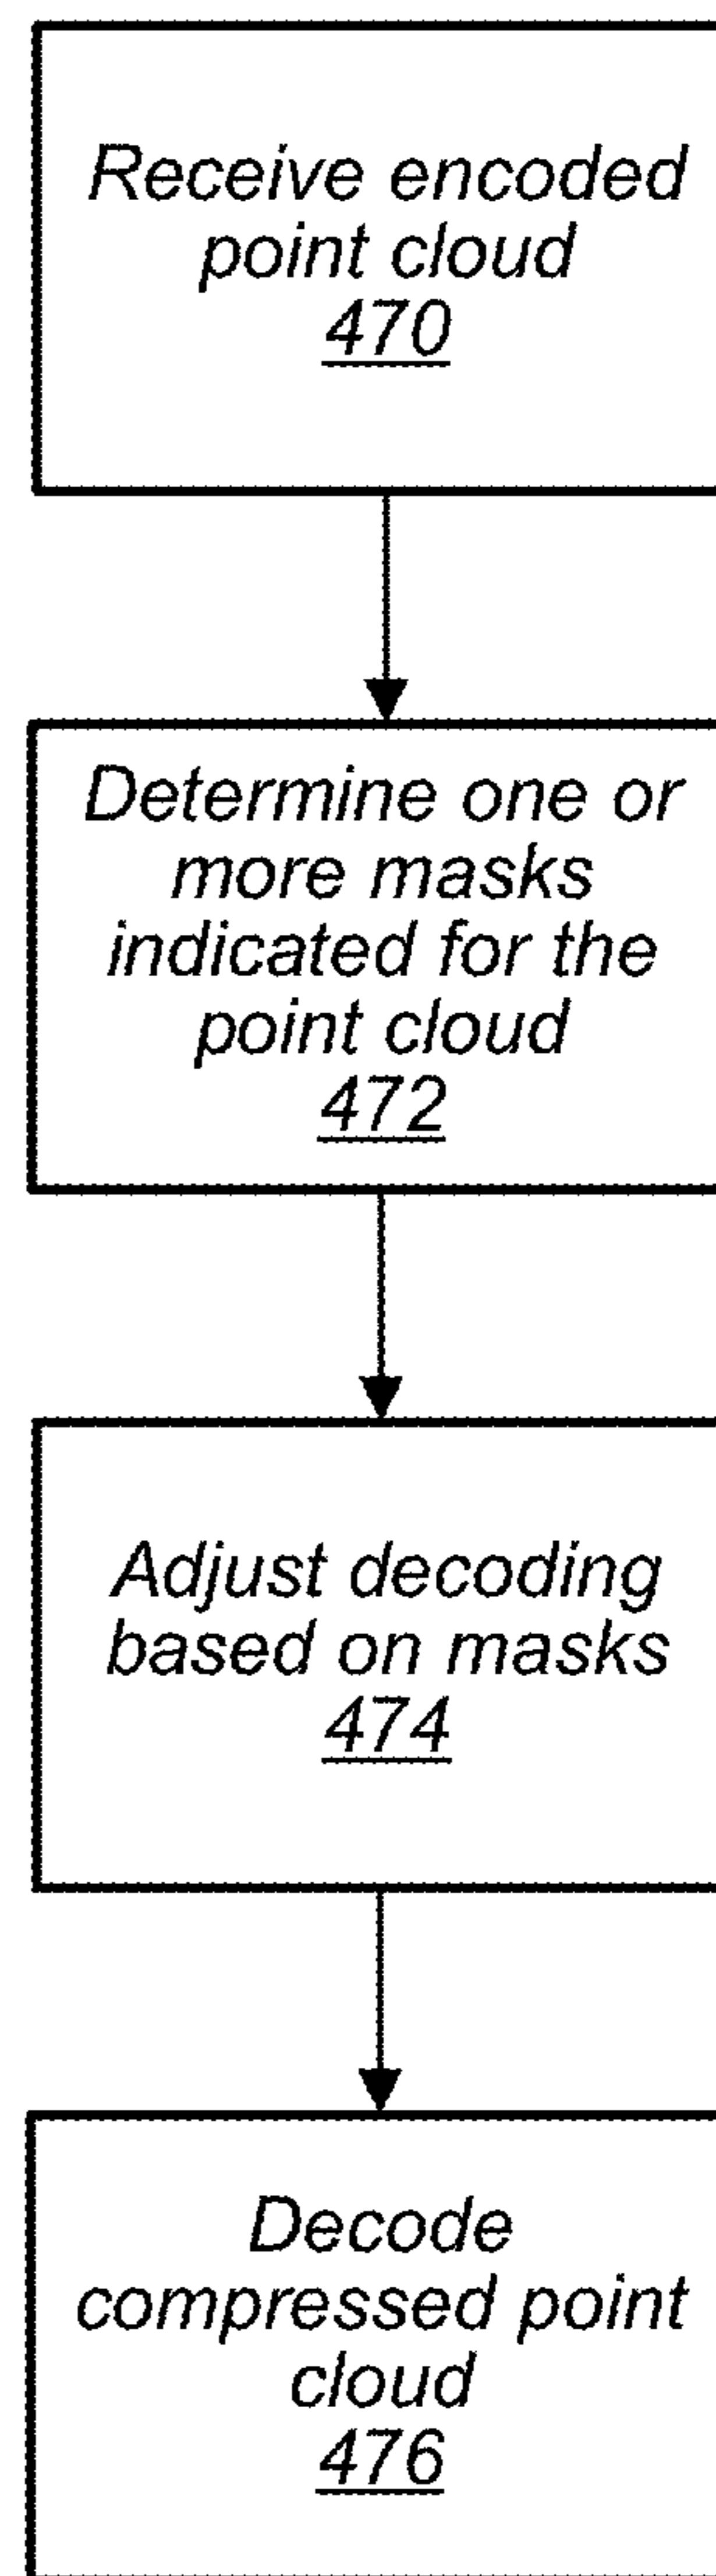 Receive encoded
point cloud
470
Determine one or
more masks
indicated for the
point cloud
472
Adjust decoding
based on masks
474
Decode
compressed point
cloud
476